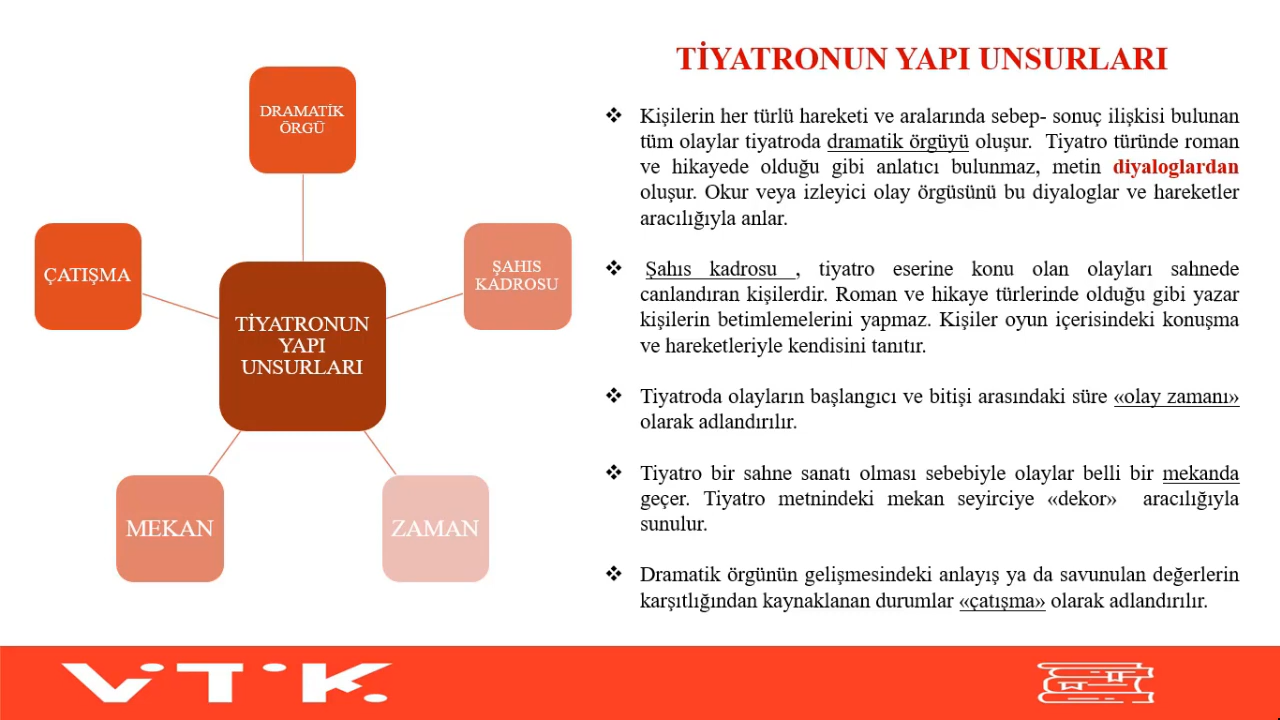 TİYATRONUN YAPI UNSURLARI
DRAMATİK
ÖRGÜ
ÇATIŞMA
ŞAHIS
KADROSU
TİYATRONUN
YAPI
UNSURLARI
MEKAN
ZAMAN
❖ Kişilerin her türlü hareketi ve aralarında sebep- sonuç ilişkisi bulunan
tüm olaylar tiyatroda dramatik örgüyü oluşur. Tiyatro türünde roman
ve hikayede olduğu gibi anlatıcı bulunmaz, metin diyaloglardan
oluşur. Okur veya izleyici olay örgüsünü bu diyaloglar ve hareketler
aracılığıyla anlar.
❖ Şahıs kadrosu , tiyatro eserine konu olan olayları sahnede
canlandıran kişilerdir. Roman ve hikaye türlerinde olduğu gibi yazar
kişilerin betimlemelerini yapmaz. Kişiler oyun içerisindeki konuşma
ve hareketleriyle kendisini tanıtır.
❖ Tiyatroda olayların başlangıcı ve bitişi arasındaki süre «olay zamanı»
olarak adlandırılır.
❖ Tiyatro bir sahne sanatı olması sebebiyle olaylar belli bir mekanda
geçer. Tiyatro metnindeki mekan seyirciye «dekor» aracılığıyla
sunulur.
❖ Dramatik örgünün gelişmesindeki anlayış ya da savunulan değerlerin
karşıtlığından kaynaklanan durumlar «çatışma» olarak adlandırılır.
VİTİK.